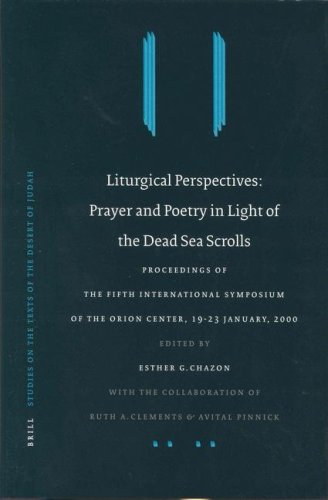 Liturgical Perspectives:
Prayer and Poetry in Light of
the Dead Sea Scrolls
PROCEEDINGS OF
THE FIFTH INTERNATIONAL SYMPOSIUM
OF THE ORION CENTER, 19-23 JANUARY, 2000
EDITED BY
ESTHER G. CHAZON
WITH THE COLLABORATION OF
RUTH A. CLEMENTS & AVITAL PINNICK
BRILL
STUDIES ON THE TEXTS OF THE DESERT OF JUDAH